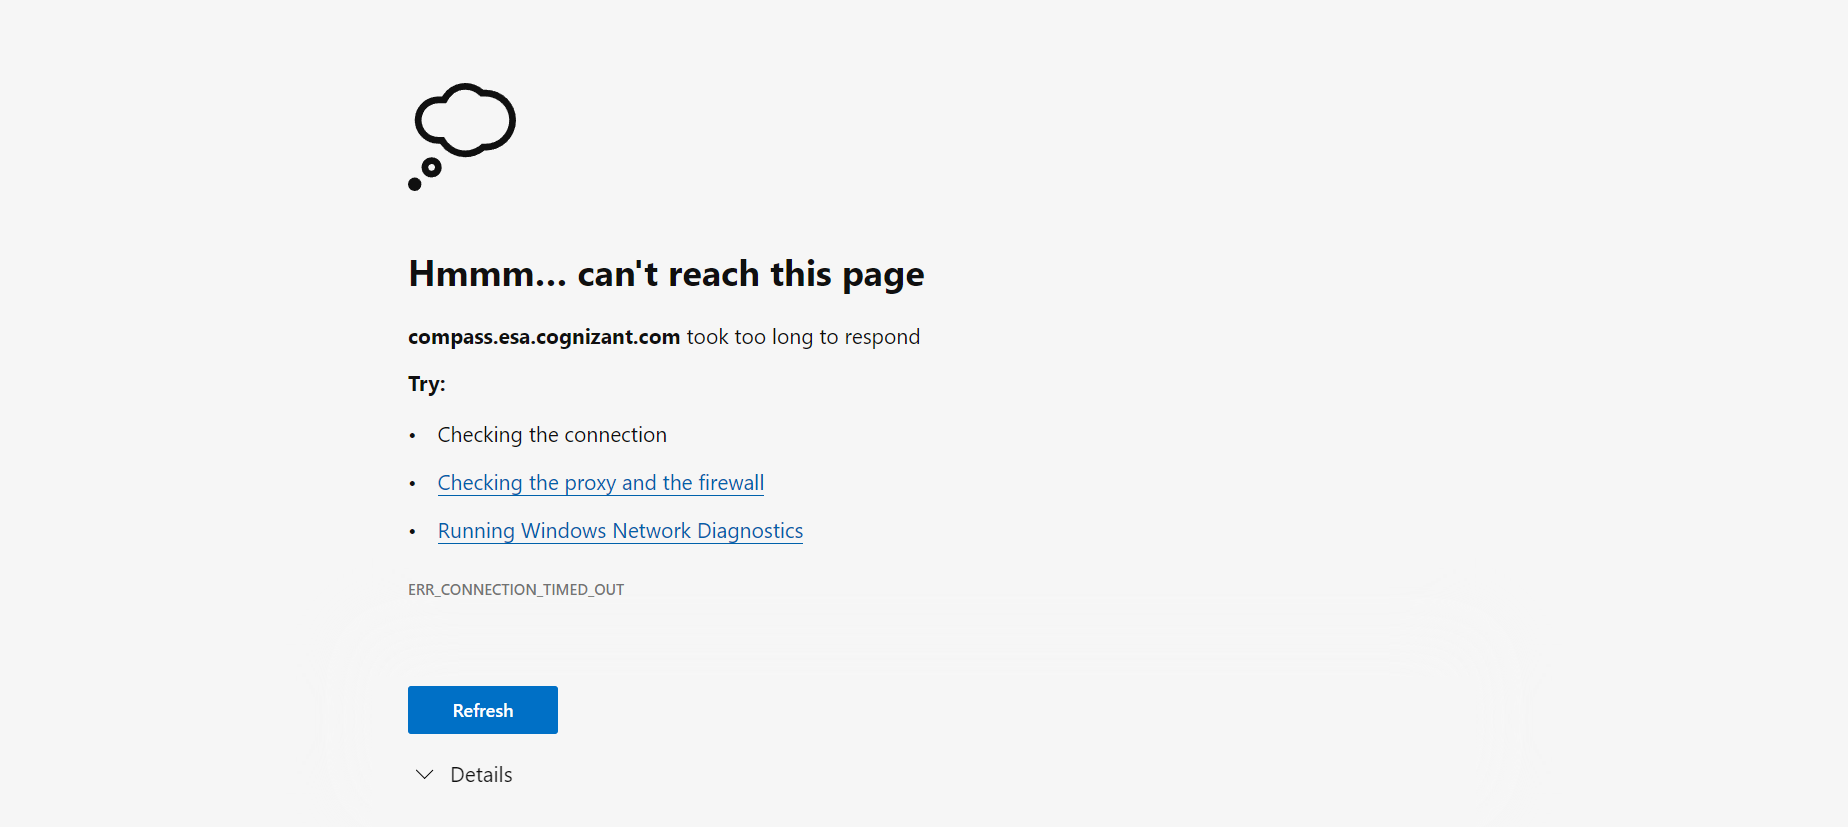 Hmmm... can't reach this page
compass.esa.cognizant.com took too long to respond
Try:
• Checking the connection
• Checking the proxy and the firewall
• Running Windows Network Diagnostics
ERR_CONNECTION_TIMED_OUT
Refresh
Details